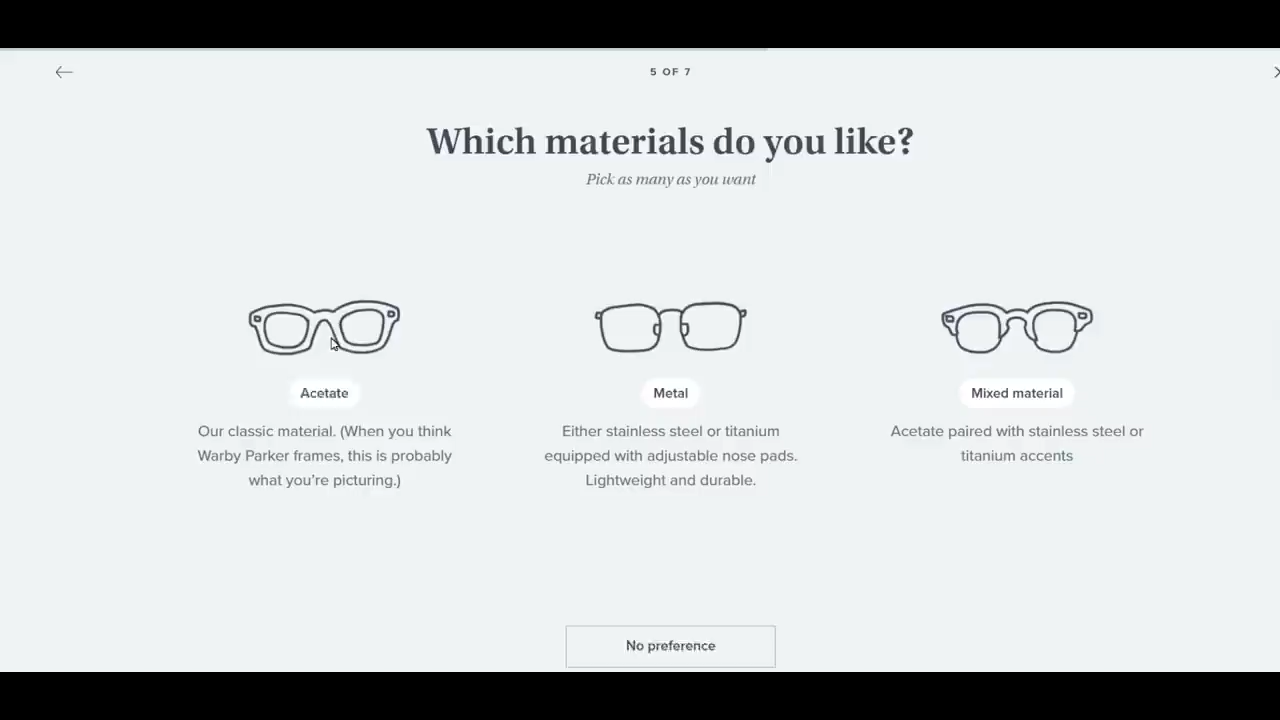 5 OF 7
Which materials do you like?
Pick as many as you want
Acetate
Our classic material. (When you think
Warby Parker frames, this is probably
what you’re picturing.)
Metal
Either stainless steel or titanium
equipped with adjustable nose pads.
Lightweight and durable.
Mixed material
Acetate paired with stainless steel or
titanium accents
No preference